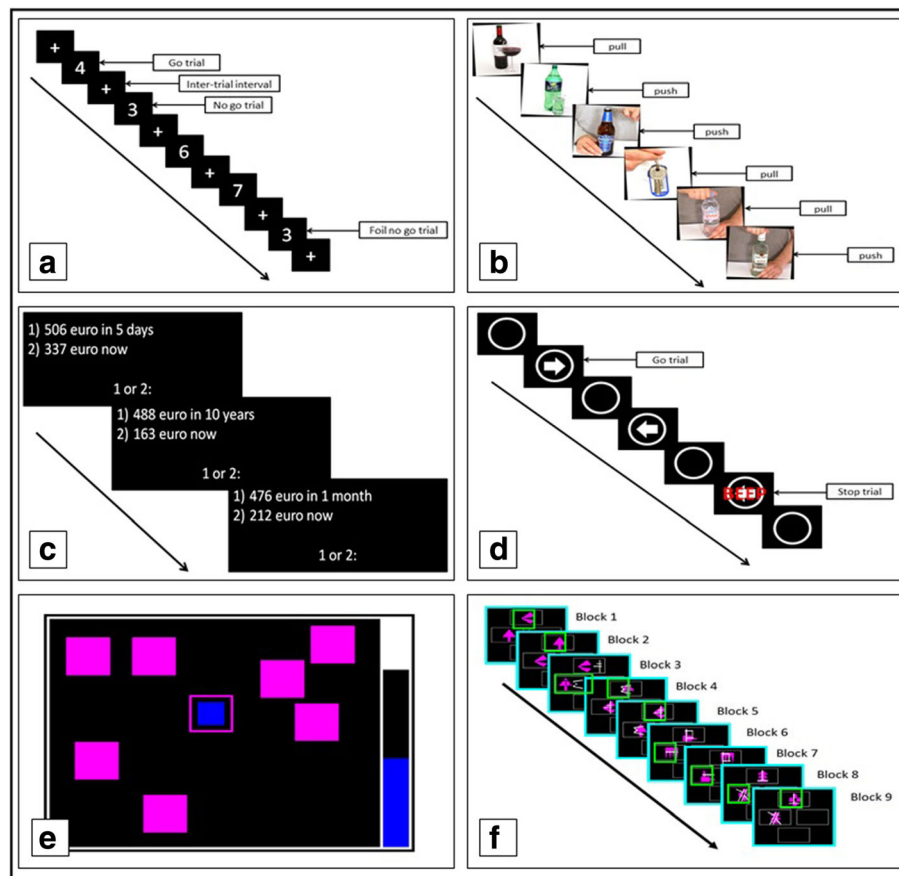 +
4
Go trial
+
Inter-trial interval
3
No go trial
+
6
+
7
+
3
Foil no go trial
+
a
pull
push
push
pull
pull
push
b
1) 506 euro in 5 days
2) 337 euro now
1 or 2:
1) 488 euro in 10 years
2) 163 euro now
1 or 2:
1) 476 euro in 1 month
2) 212 euro now
1 or 2:
c
Go trial
BEEP
Stop trial
d
e
Block 1
Block 2
Block 3
Block 4
Block 5
Block 6
Block 7
Block 8
Block 9
f